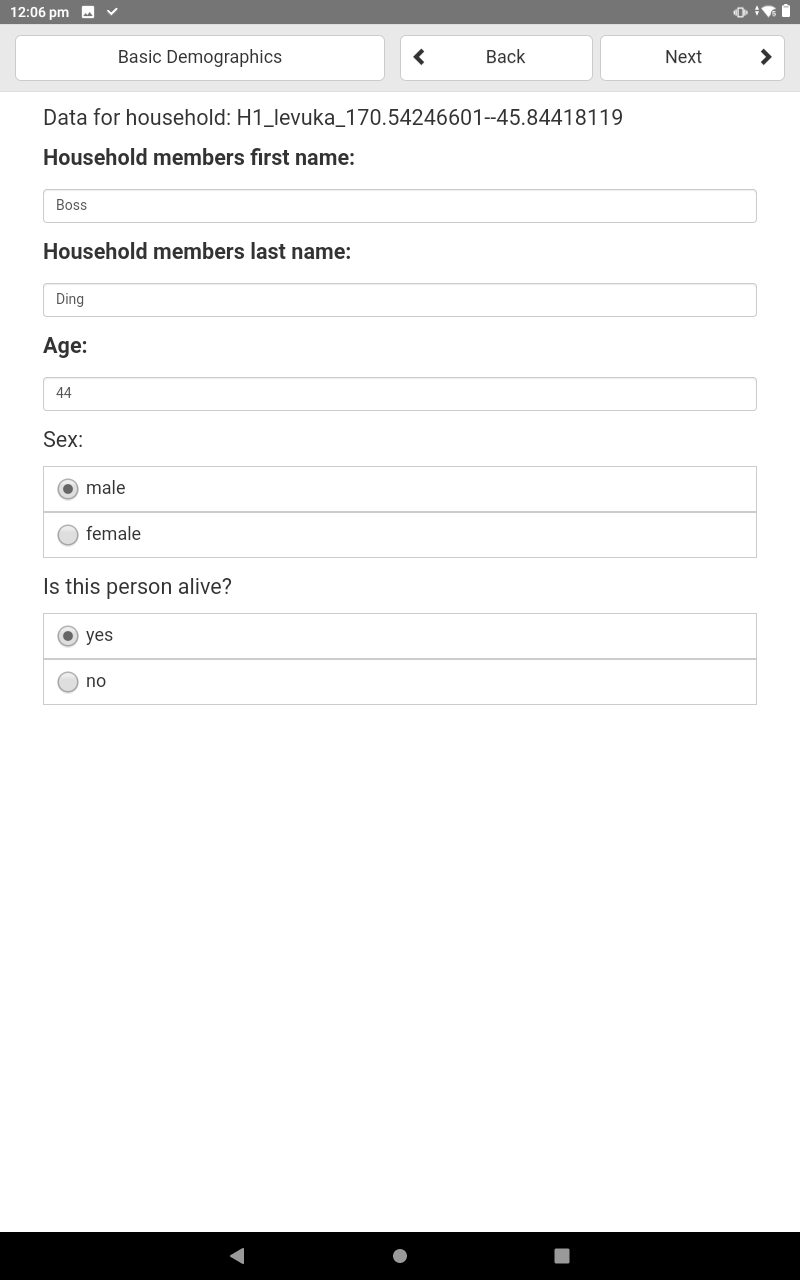 12:06 pm
Basic Demographics
Back
Next
Data for household: H1_levuka_170.54246601--45.84418119
Household members first name:
Boss
Household members last name:
Ding
Age:
44
Sex:
male
female
Is this person alive?
yes
no